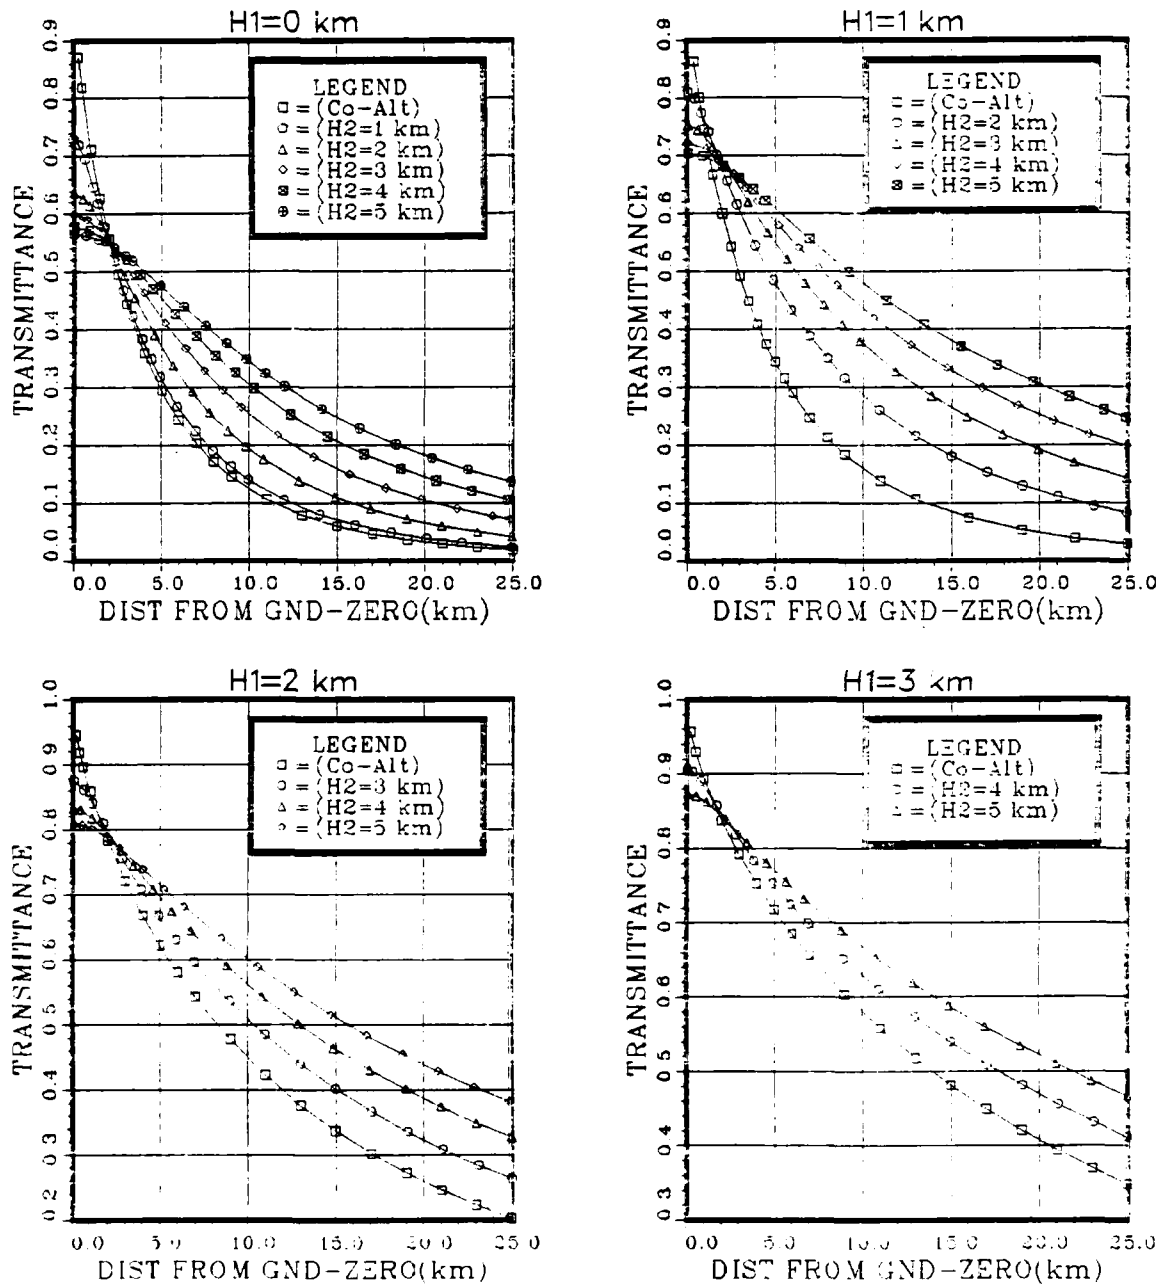 H1=0 km
0.9
0.8
0.7
0.6
0.5
0.4
0.3
0.2
0.1
0.0
TRANSMITTANCE
LEGEND
= (Co-Alt)
= (H2=1 km)
= (H2=2 km)
= (H2=3 km)
= (H2=4 km)
= (H2=5 km)
0.0 5.0 10.0 15.0 20.0 25.0
DIST FROM GND-ZERO(km)
H1=1 km
0.9
0.8
0.7
0.6
0.5
0.4
0.3
0.2
0.1
0.0
TRANSMITTANCE
LEGEND
= (Co-Alt)
= (H2=2 km)
= (H2=3 km)
= (H2=4 km)
= (H2=5 km)
0.0 5.0 10.0 15.0 20.0 25.0
DIST FROM GND-ZERO(km)
H1=2 km
1.0
0.9
0.8
0.7
0.6
0.5
0.4
0.3
0.2
TRANSMITTANCE
LEGEND
= (Co-Alt)
= (H2=3 km)
= (H2=4 km)
= (H2=5 km)
0.0 5.0 10.0 15.0 20.0 25.0
DIST FROM GND-ZERO(km)
H1=3 km
1.0
0.9
0.8
0.7
0.6
0.5
0.4
0.3
TRANSMITTANCE
LEGEND
= (Co-Alt)
= (H2=4 km)
= (H2=5 km)
0.0 5.0 10.0 15.0 20.0 25.0
DIST FROM GND-ZERO(km)